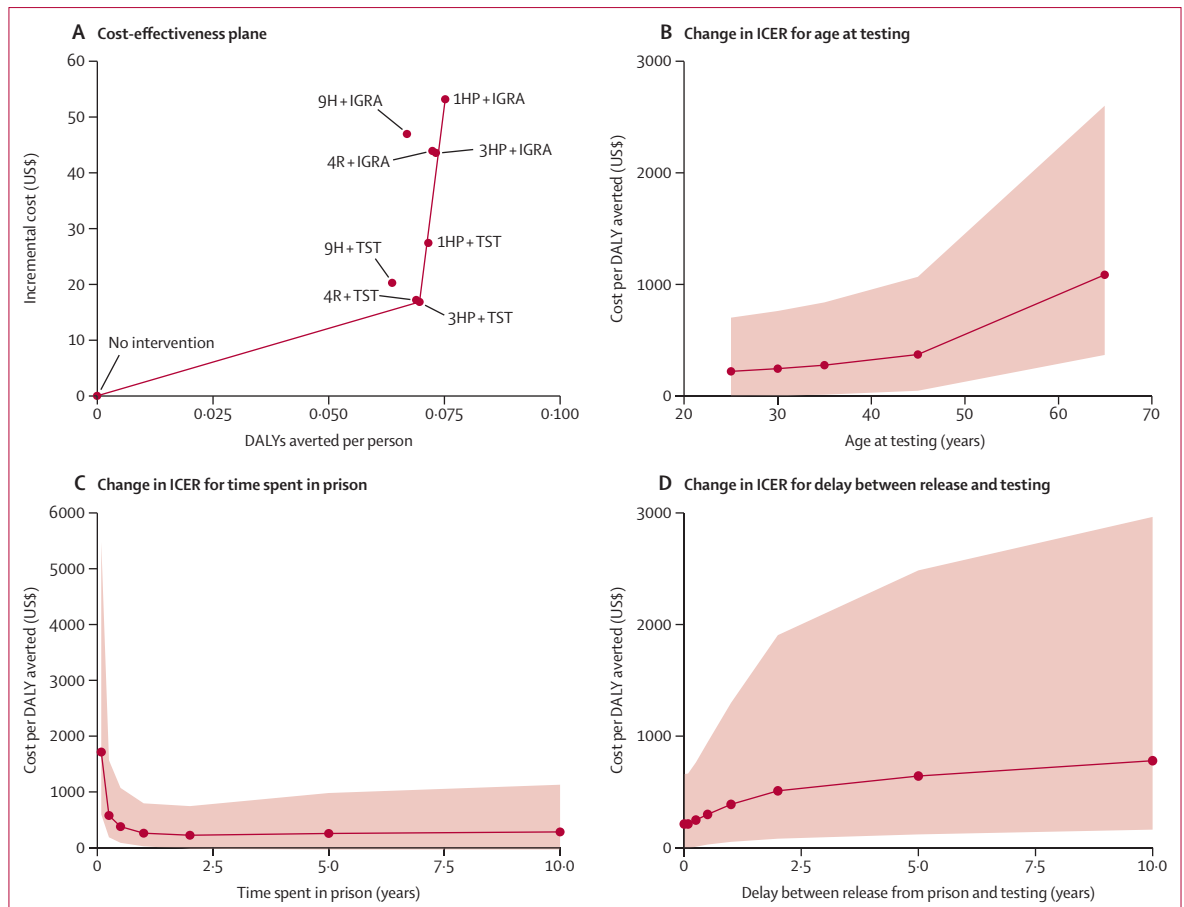 A Cost-effectiveness plane
60
50
40
30
20
10
0
Incremental cost (US$)
9H + IGRA
1HP + IGRA
4R + IGRA
3HP + IGRA
9H + TST
1HP + TST
4R + TST
3HP + TST
No intervention
0
0·025
0·050
0·075
0·100
DALYs averted per person
B Change in ICER for age at testing
3000
2000
1000
0
Cost per DALY averted (US$)
20
30
40
50
60
70
Age at testing (years)
C Change in ICER for time spent in prison
6000
5000
4000
3000
2000
1000
0
Cost per DALY averted (US$)
0
2·5
5·0
7·5
10·0
Time spent in prison (years)
D Change in ICER for delay between release and testing
3000
2000
1000
0
Cost per DALY averted (US$)
0
2·5
5·0
7·5
10·0
Delay between release from prison and testing (years)